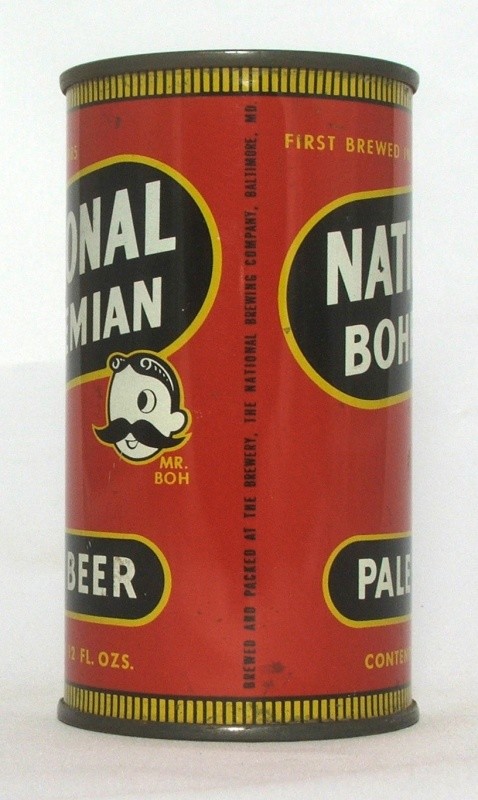 ONAL
MIAN
MR.
BOH
BEER
2 FL. OZS.
BREWED AND PACKED AT THE BREWERY, THE NATIONAL BREWING COMPANY, BALTIMORE, MD.
FIRST BREWED
NATI
BOH
PALE
CONTEN